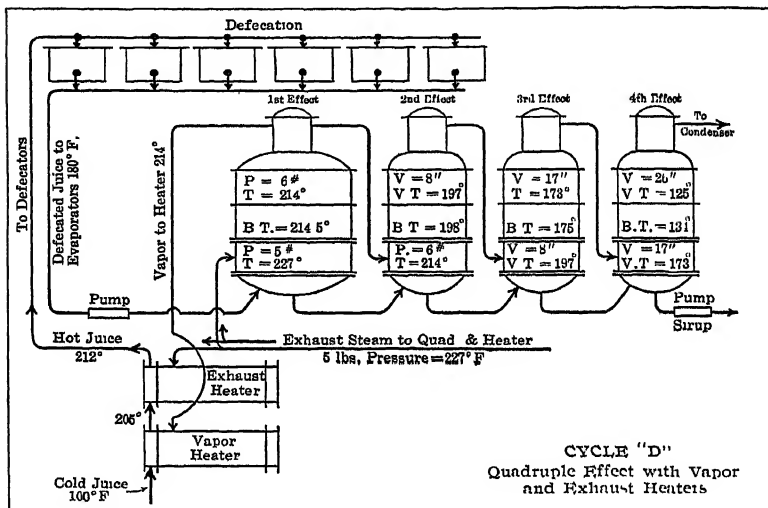 Defecation
1st Effect
2nd Effect
3rd Effect
4th Effect
To
Condenser
To Defecators
Defecated Juice to
Evaporators 180°F,
Vapor to Heater 214°
P = 6#
T = 214°
B T. = 214 5°
P = 5#
T = 227°
V = 8"
V T = 197°
B T = 198°
P. = 6#
T = 214°
V = 17"
T = 173°
B T = 175°
V = 8"
V T = 197°
V = 26"
V T = 125°
B.T. = 131°
V = 17"
V.T = 173°
Pump
Pump
Sirup
Hot Juice
212°
Exhaust Steam to Quad & Heater
5 lbs, Pressure = 227° F
Exhaust
Heater
205°
Vapor
Heater
Cold Juice
100°F
CYCLE "D"
Quadruple Effect with Vapor
and Exhaust Heaters